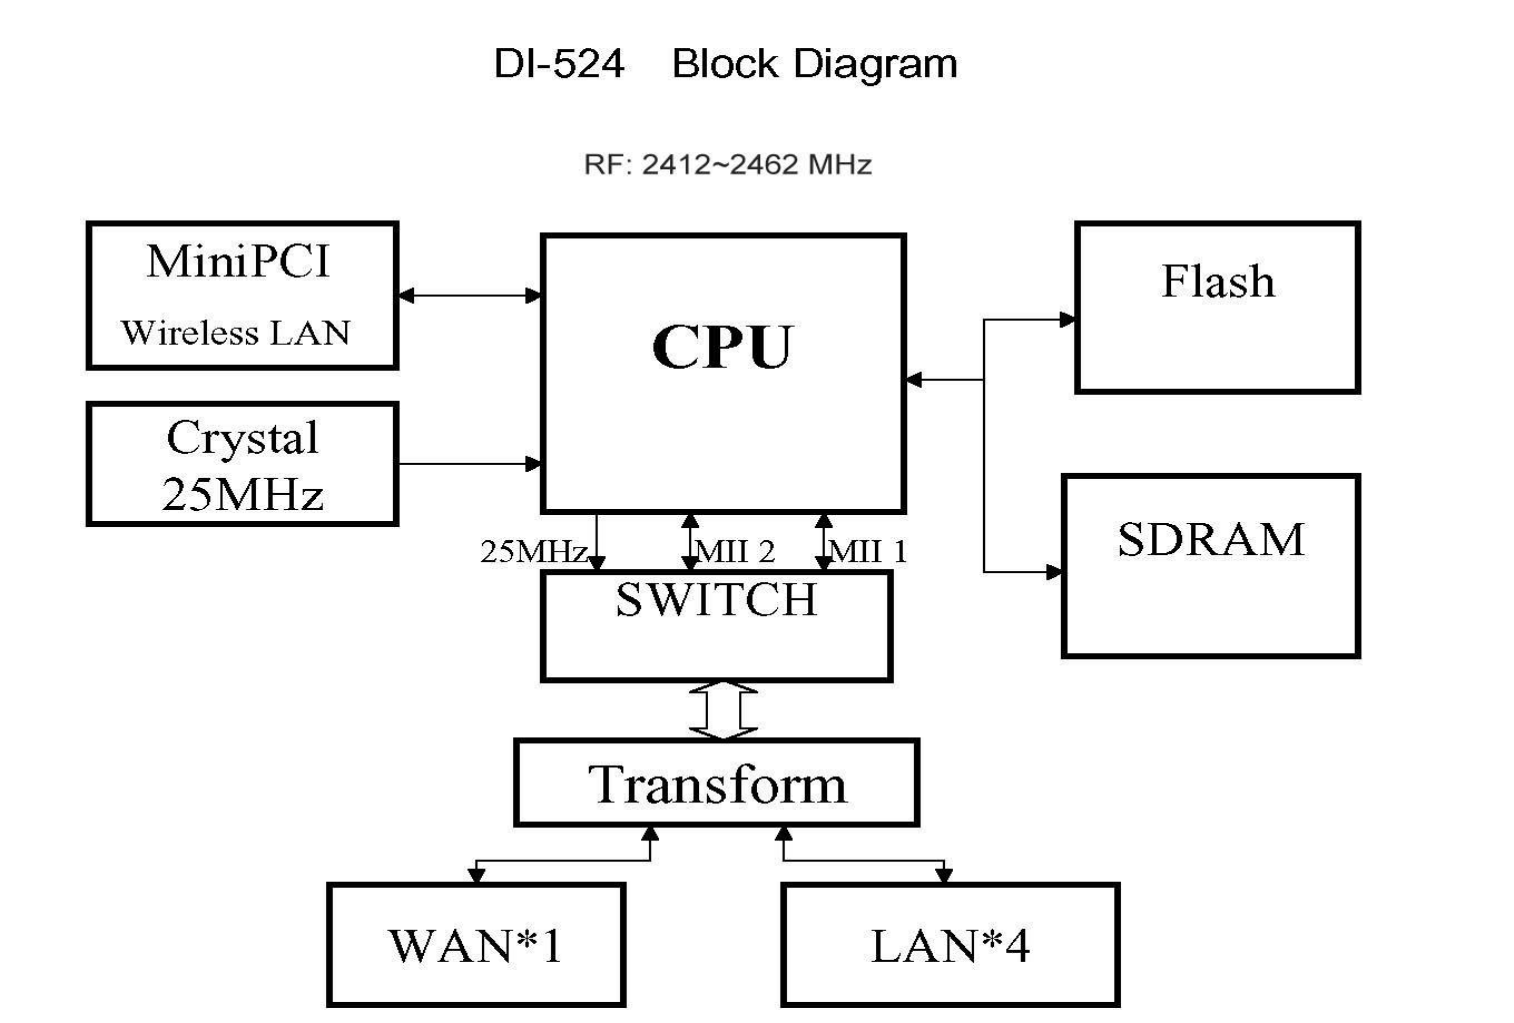 DI-524 Block Diagram
RF: 2412~2462 MHz
MiniPCI
Wireless LAN
CPU
Flash
Crystal
25MHz
SDRAM
25MHz
MII 2
MII 1
SWITCH
Transform
WAN*1
LAN*4